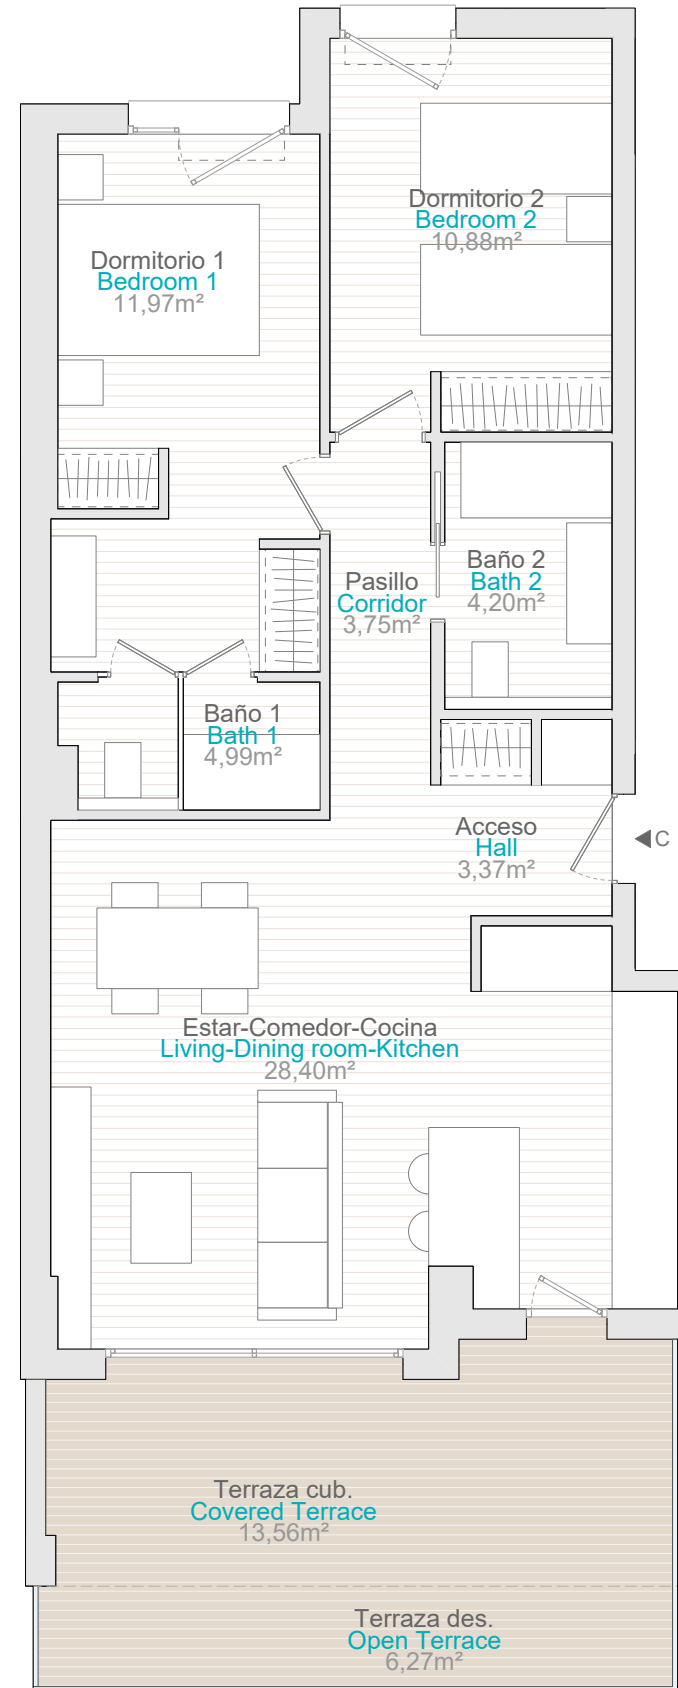 Dormitorio 2
Bedroom 2
10,88m²
Dormitorio 1
Bedroom 1
11,97m²
Baño 2
Bath 2
4,20m²
Pasillo
Corridor
3,75m²
Baño 1
Bath 1
4,99m²
Acceso
Hall
3,37m²
C
Estar-Comedor-Cocina
Living-Dining room-Kitchen
28,40m²
Terraza cub.
Covered Terrace
13,56m²
Terraza des.
Open Terrace
6,27m²